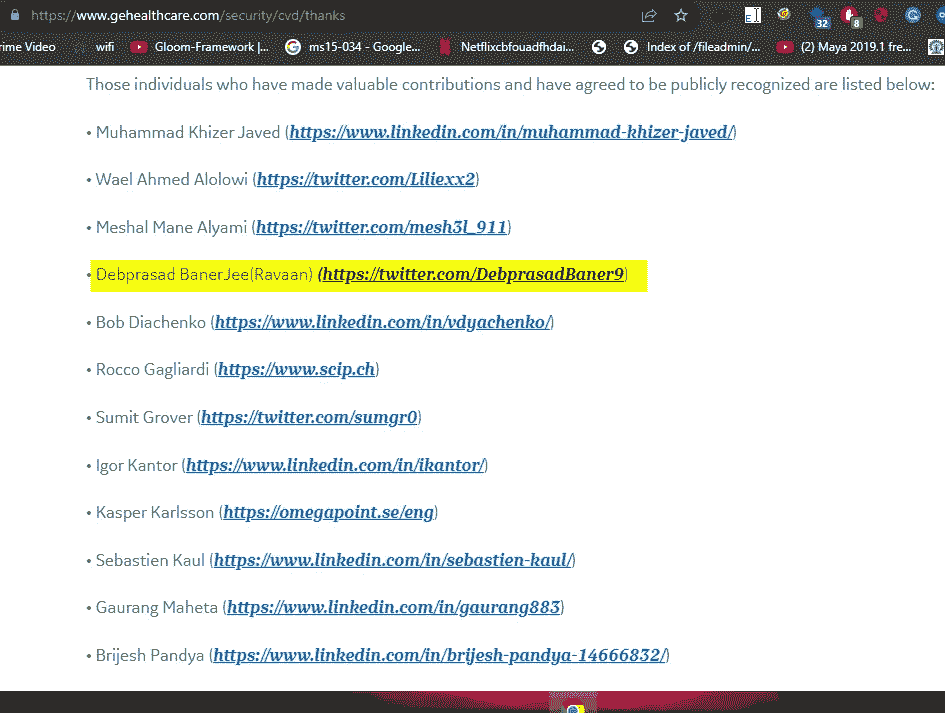 https://www.gehealthcare.com/security/cvd/thanks
32
8
rime Video
wifi
Gloom-Framework |...
ms15-034 - Google...
Netflixcbfouadfhdai...
Index of /fileadmin/...
(2) Maya 2019.1 fre...
Those individuals who have made valuable contributions and have agreed to be publicly recognized are listed below:
• Muhammad Khizer Javed (https://www.linkedin.com/in/muhammad-khizer-javed/)
• Wael Ahmed Alolowi (https://twitter.com/Liliexx2)
• Meshal Mane Alyami (https://twitter.com/mesh3l_911)
• Debprasad BanerJee(Ravaan) (https://twitter.com/DebprasadBaner9)
• Bob Diachenko (https://www.linkedin.com/in/vdyachenko/)
• Rocco Gagliardi (https://www.scip.ch)
• Sumit Grover (https://twitter.com/sumgr0)
• Igor Kantor (https://www.linkedin.com/in/ikantor/)
• Kasper Karlsson (https://omegapoint.se/eng)
• Sebastien Kaul (https://www.linkedin.com/in/sebastien-kaul/)
• Gaurang Maheta (https://www.linkedin.com/in/gaurang883)
• Brijesh Pandya (https://www.linkedin.com/in/brijesh-pandya-14666832/)